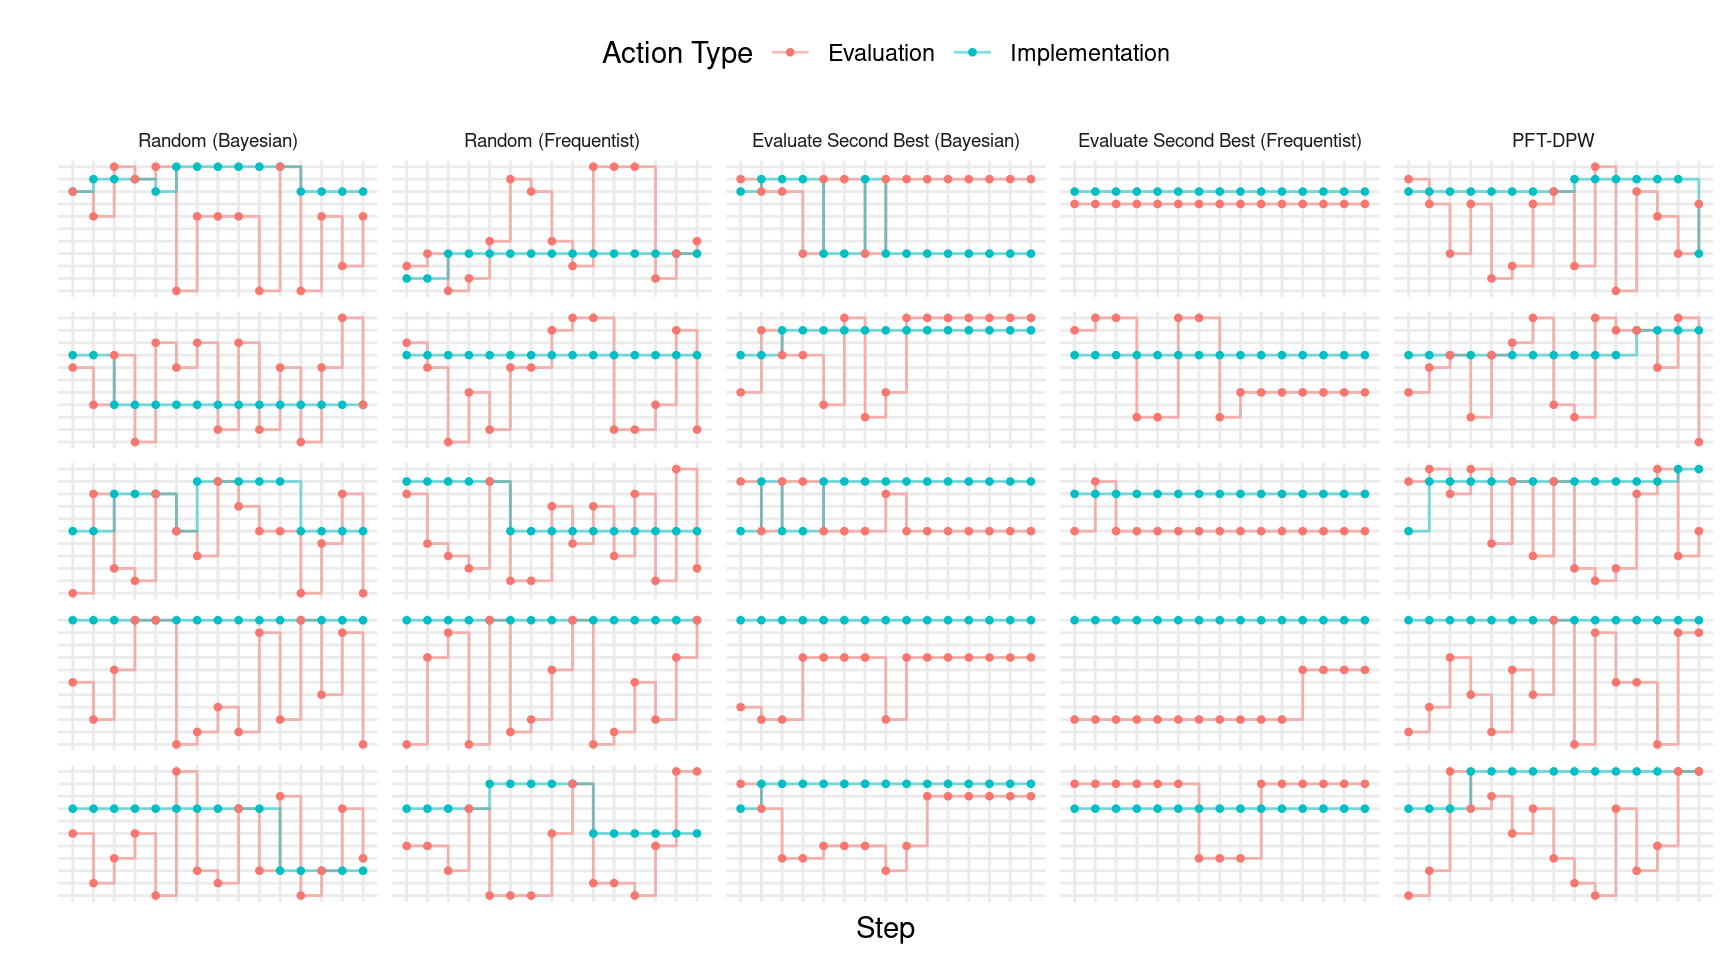 Action Type Evaluation Implementation
Random (Bayesian) Random (Frequentist) Evaluate Second Best (Bayesian) Evaluate Second Best (Frequentist) PFT-DPW
Step